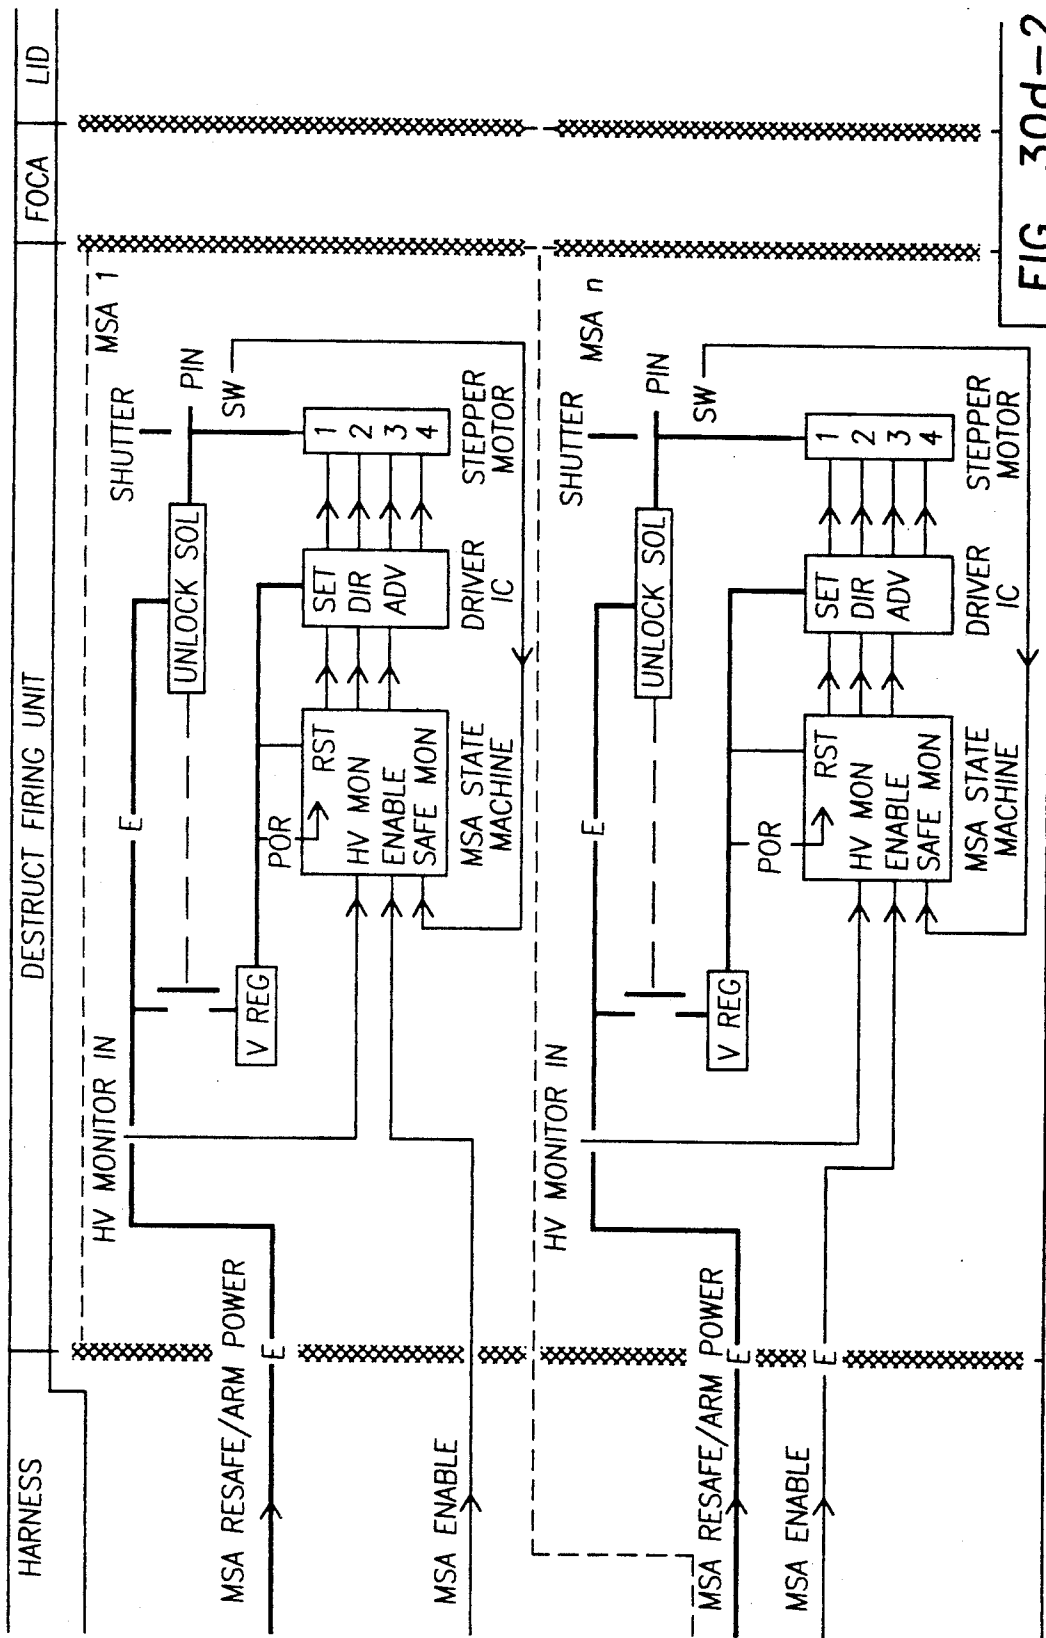 HARNESS
DESTRUCT FIRING UNIT
FOCA
LID
MSA 1
HV MONITOR IN
E
SHUTTER
UNLOCK SOL
PIN
SW
V REG
POR
RST
HV MON
ENABLE
SAFE MON
MSA STATE
MACHINE
SET
DIR
ADV
DRIVER
IC
1
2
3
4
STEPPER
MOTOR
MSA RESAFE/ARM POWER
E
MSA ENABLE
MSA n
HV MONITOR IN
E
SHUTTER
UNLOCK SOL
PIN
SW
V REG
POR
RST
HV MON
ENABLE
SAFE MON
MSA STATE
MACHINE
SET
DIR
ADV
DRIVER
IC
1
2
3
4
STEPPER
MOTOR
MSA RESAFE/ARM POWER
E
MSA ENABLE
E
FIG 30d-2